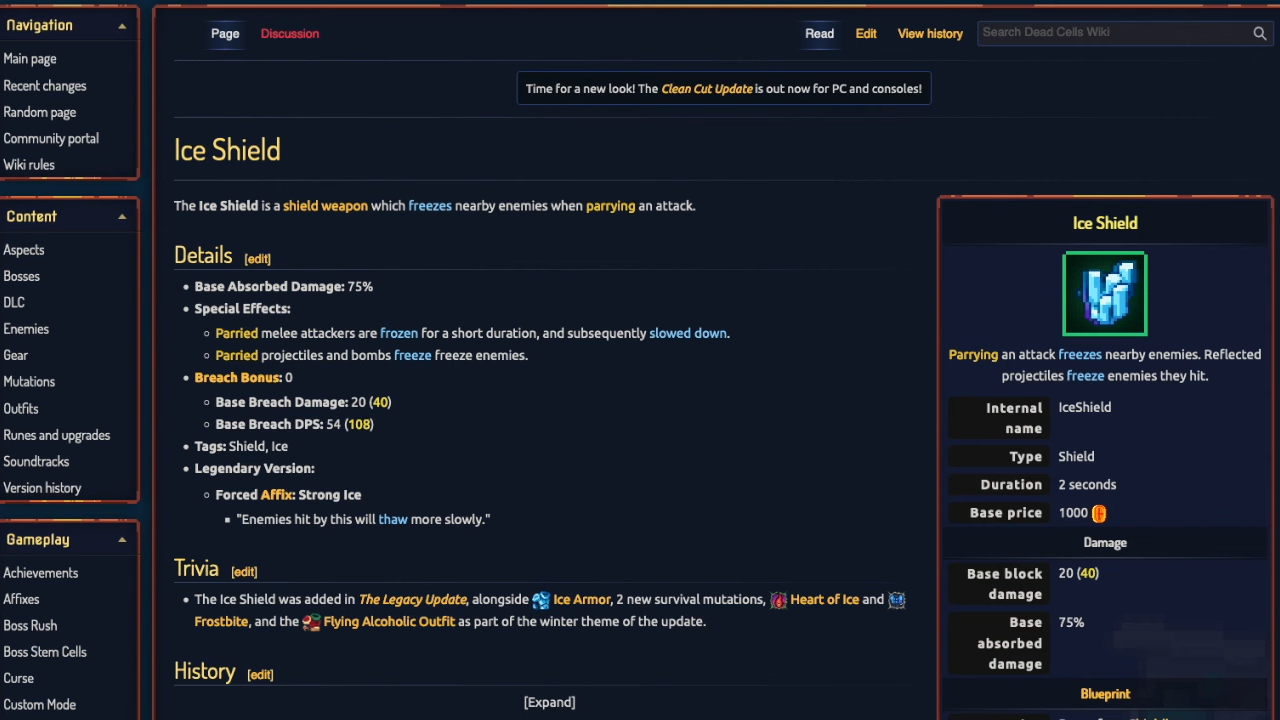 Navigation
Main page
Recent changes
Random page
Community portal
Wiki rules
Content
Aspects
Bosses
DLC
Enemies
Gear
Mutations
Outfits
Runes and upgrades
Soundtracks
Version history
Gameplay
Achievements
Affixes
Boss Rush
Boss Stem Cells
Curse
Custom Mode
Page Discussion Read Edit View history Search Dead Cells Wiki
Time for a new look! The Clean Cut Update is out now for PC and consoles!
Ice Shield
The Ice Shield is a shield weapon which freezes nearby enemies when parrying an attack.
Details [edit]
• Base Absorbed Damage: 75%
• Special Effects:
Parried melee attackers are frozen for a short duration, and subsequently slowed down.
Parried projectiles and bombs freeze freeze enemies.
• Breach Bonus: 0
Base Breach Damage: 20 (40)
Base Breach DPS: 54 (108)
• Tags: Shield, Ice
• Legendary Version:
Forced Affix: Strong Ice
"Enemies hit by this will thaw more slowly."
Trivia [edit]
• The Ice Shield was added in The Legacy Update, alongside Ice Armor, 2 new survival mutations, Heart of Ice and
Frostbite, and the Flying Alcoholic Outfit as part of the winter theme of the update.
History [edit]
[Expand]
Ice Shield
Parrying an attack freezes nearby enemies. Reflected
projectiles freeze enemies they hit.
Internal name IceShield
Type Shield
Duration 2 seconds
Base price 1000
Damage
Base block damage 20 (40)
Base absorbed damage 75%
Blueprint